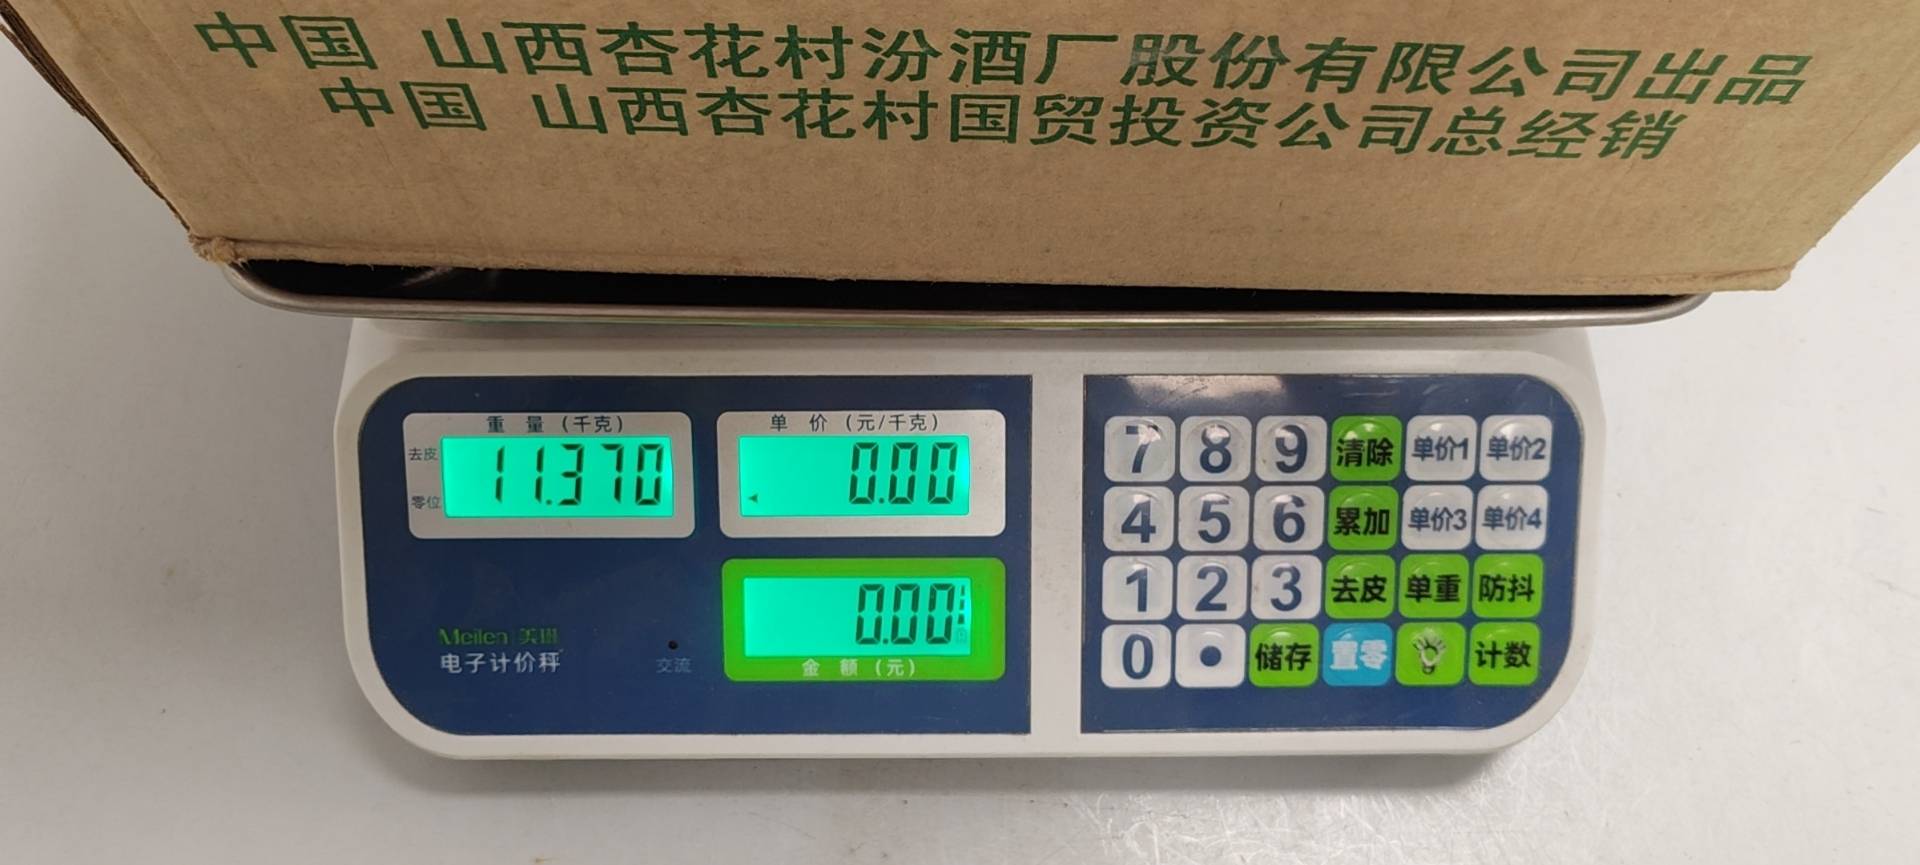 中国 山西杏花村汾酒厂股份有限公司出品
中国 山西杏花村国贸投资公司总经销
重 量 (千克)
去皮
零位
11.370
单 价 (元/千克)
0.00
0.00
金 额 (元)
Meilen 美琳
电子计价秤
交流
7 8 9 清除 单价1 单价2
4 5 6 累加 单价3 单价4
1 2 3 去皮 单重 防抖
0 • 储存 置零 计数